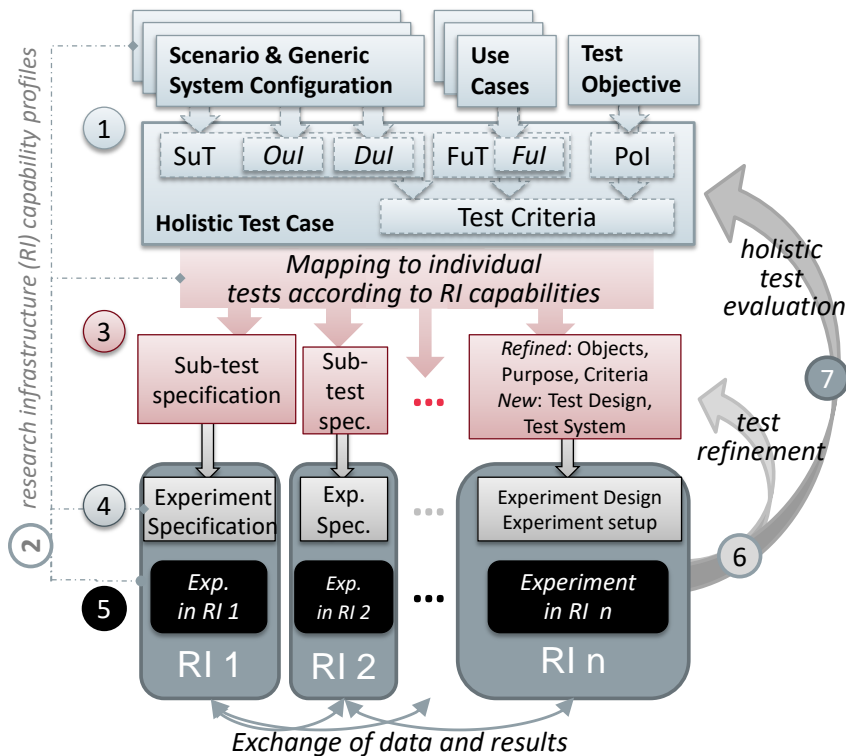 Scenario & Generic
System Configuration
Use
Cases
Test
Objective
1
SuT
OuI
DuI
FuT
FuI
PoI
Test Criteria
Holistic Test Case
2 research infrastructure (RI) capability profiles
Mapping to individual
tests according to RI capabilities
holistic
test
evaluation
3
Sub-test
specification
Sub-
test
spec.
...
Refined: Objects,
Purpose, Criteria
New: Test Design,
Test System
7
test
refinement
4
Experiment
Specification
Exp.
Spec.
...
Experiment Design
Experiment setup
6
5
Exp.
in RI 1
Exp.
in RI 2
...
Experiment
in RI n
RI 1
RI 2
RI n
Exchange of data and results